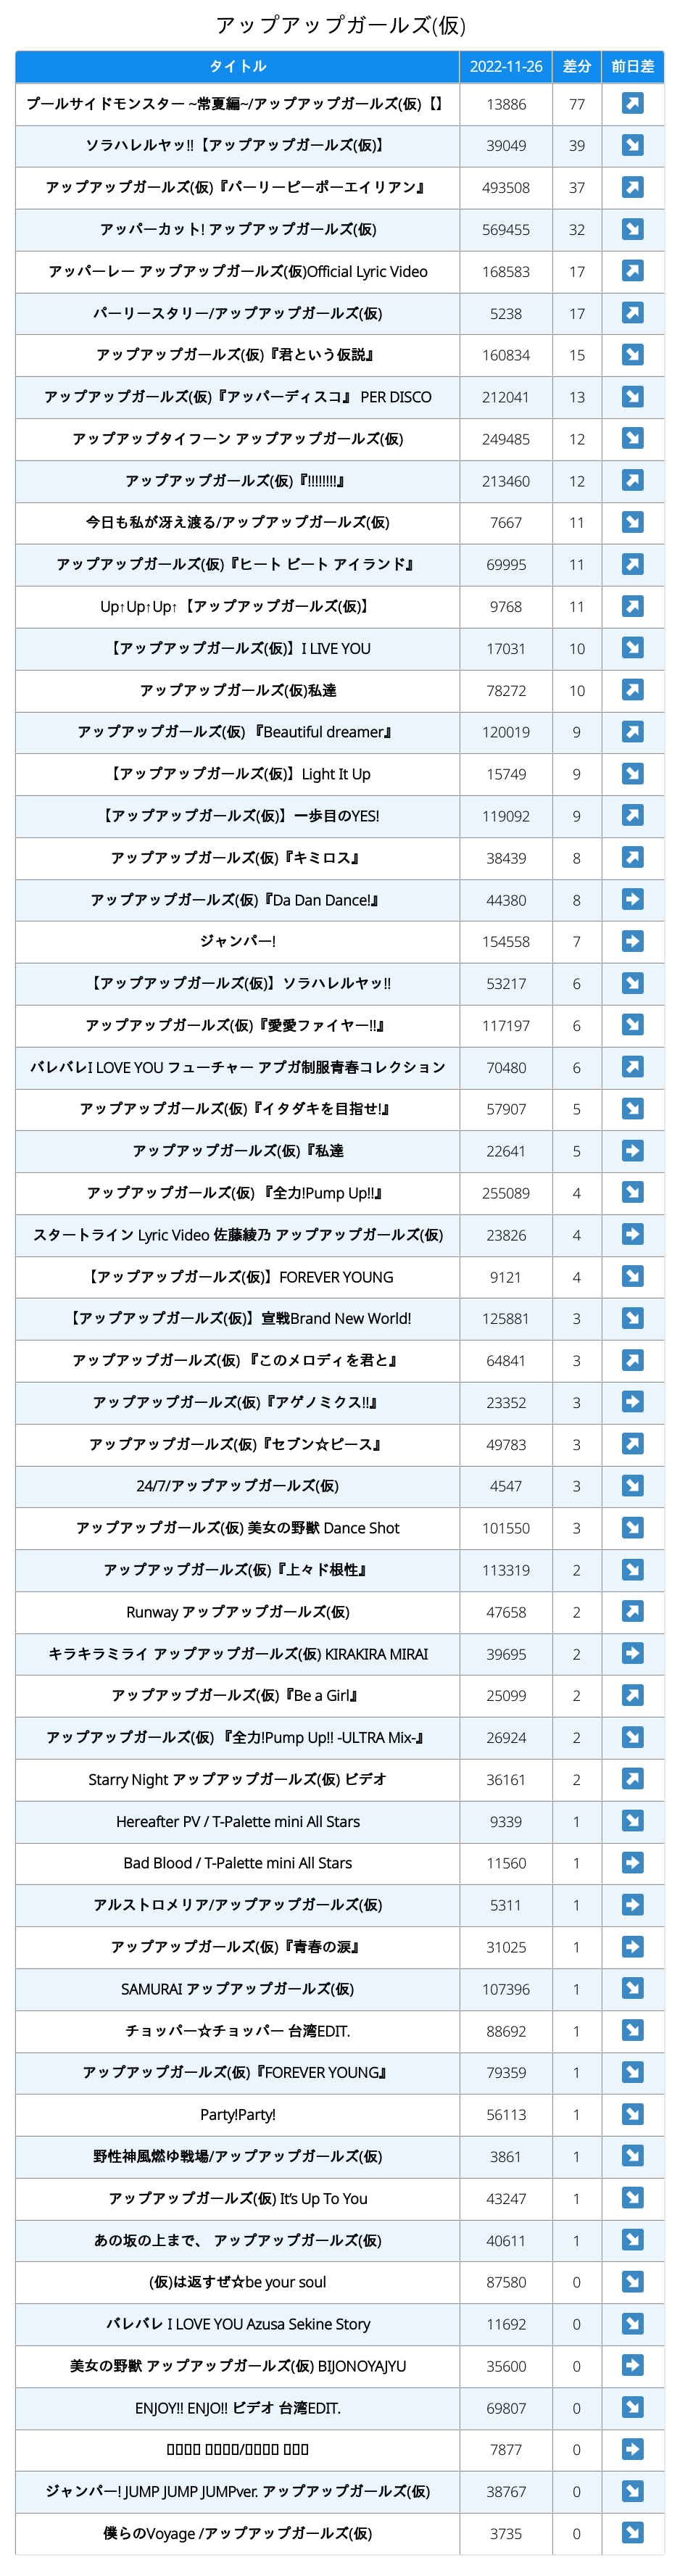 アップアップガールズ(仮)
タイトル 2022-11-26 差分 前日差
プールサイドモンスター ~常夏編~/アップアップガールズ(仮)【】 13886 77 ↗
ソラハレルヤッ!!【アップアップガールズ(仮)】 39049 39 ↘
アップアップガールズ(仮)『パーリーピーポーエイリアン』 493508 37 ↗
アッパーカット! アップアップガールズ(仮) 569455 32 ↘
アッパーレー アップアップガールズ(仮)Official Lyric Video 168583 17 ↗
パーリースタリー/アップアップガールズ(仮) 5238 17 ↗
アップアップガールズ(仮)『君という仮説』 160834 15 ↘
アップアップガールズ(仮)『アッパーディスコ』 PER DISCO 212041 13 ↘
アップアップタイフーン アップアップガールズ(仮) 249485 12 ↘
アップアップガールズ(仮)『!!!!!!!!』 213460 12 ↗
今日も私が冴え渡る/アップアップガールズ(仮) 7667 11 ↘
アップアップガールズ(仮)『ヒート ビート アイランド』 69995 11 ↗
Up↑Up↑Up↑【アップアップガールズ(仮)】 9768 11 ↗
【アップアップガールズ(仮)】I LIVE YOU 17031 10 ↘
アップアップガールズ(仮)私達 78272 10 ↗
アップアップガールズ(仮) 『Beautiful dreamer』 120019 9 ↗
【アップアップガールズ(仮)】Light It Up 15749 9 ↘
【アップアップガールズ(仮)】一歩目のYES! 119092 9 ↗
アップアップガールズ(仮)『キミロス』 38439 8 ↗
アップアップガールズ(仮)『Da Dan Dance!』 44380 8 ➡
ジャンパー! 154558 7 ➡
【アップアップガールズ(仮)】ソラハレルヤッ!! 53217 6 ↘
アップアップガールズ(仮)『愛愛ファイヤー!!』 117197 6 ↘
バレバレI LOVE YOU フューチャー アプガ制服青春コレクション 70480 6 ↗
アップアップガールズ(仮)『イタダキを目指せ!』 57907 5 ↘
アップアップガールズ(仮)『私達 22641 5 ➡
アップアップガールズ(仮) 『全力!Pump Up!!』 255089 4 ↘
スタートライン Lyric Video 佐藤綾乃 アップアップガールズ(仮) 23826 4 ➡
【アップアップガールズ(仮)】FOREVER YOUNG 9121 4 ↘
【アップアップガールズ(仮)】宣戦Brand New World! 125881 3 ↘
アップアップガールズ(仮) 『このメロディを君と』 64841 3 ↗
アップアップガールズ(仮)『アゲノミクス!!』 23352 3 ➡
アップアップガールズ(仮)『セブン☆ピース』 49783 3 ↗
24/7/アップアップガールズ(仮) 4547 3 ↘
アップアップガールズ(仮) 美女の野獣 Dance Shot 101550 3 ↘
アップアップガールズ(仮)『上々ド根性』 113319 2 ↘
Runway アップアップガールズ(仮) 47658 2 ↗
キラキラミライ アップアップガールズ(仮) KIRAKIRA MIRAI 39695 2 ➡
アップアップガールズ(仮)『Be a Girl』 25099 2 ↗
アップアップガールズ(仮) 『全力!Pump Up!! -ULTRA Mix-』 26924 2 ↘
Starry Night アップアップガールズ(仮) ビデオ 36161 2 ↗
Hereafter PV / T-Palette mini All Stars 9339 1 ↘
Bad Blood / T-Palette mini All Stars 11560 1 ➡
アルストロメリア/アップアップガールズ(仮) 5311 1 ➡
アップアップガールズ(仮)『青春の涙』 31025 1 ➡
SAMURAI アップアップガールズ(仮) 107396 1 ↘
チョッパー☆チョッパー 台湾EDIT. 88692 1 ↘
アップアップガールズ(仮)『FOREVER YOUNG』 79359 1 ↘
Party!Party! 56113 1 ↘
野性神風燃ゆ戦場/アップアップガールズ(仮) 3861 1 ↘
アップアップガールズ(仮) It's Up To You 43247 1 ↘
あの坂の上まで、 アップアップガールズ(仮) 40611 1 ↘
(仮)は返すぜ☆be your soul 87580 0 ↘
バレバレ I LOVE YOU Azusa Sekine Story 11692 0 ↘
美女の野獣 アップアップガールズ(仮) BIJONOYAJYU 35600 0 ➡
ENJOY!! ENJO!! ビデオ 台湾EDIT. 69807 0 ↘
▯▯▯▯ ▯▯▯▯/▯▯▯▯ ▯▯▯ 7877 0 ➡
ジャンパー! JUMP JUMP JUMPver. アップアップガールズ(仮) 38767 0 ↘
僕らのVoyage /アップアップガールズ(仮) 3735 0 ↘